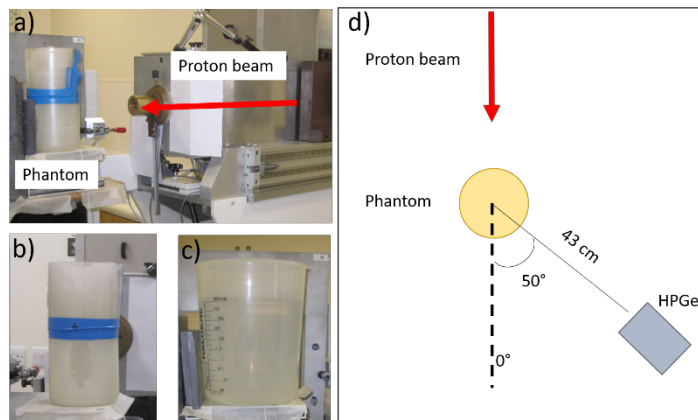 a)
Proton beam
Phantom
b)
c)
d)
Proton beam
Phantom
43 cm
50°
HPGe
0°